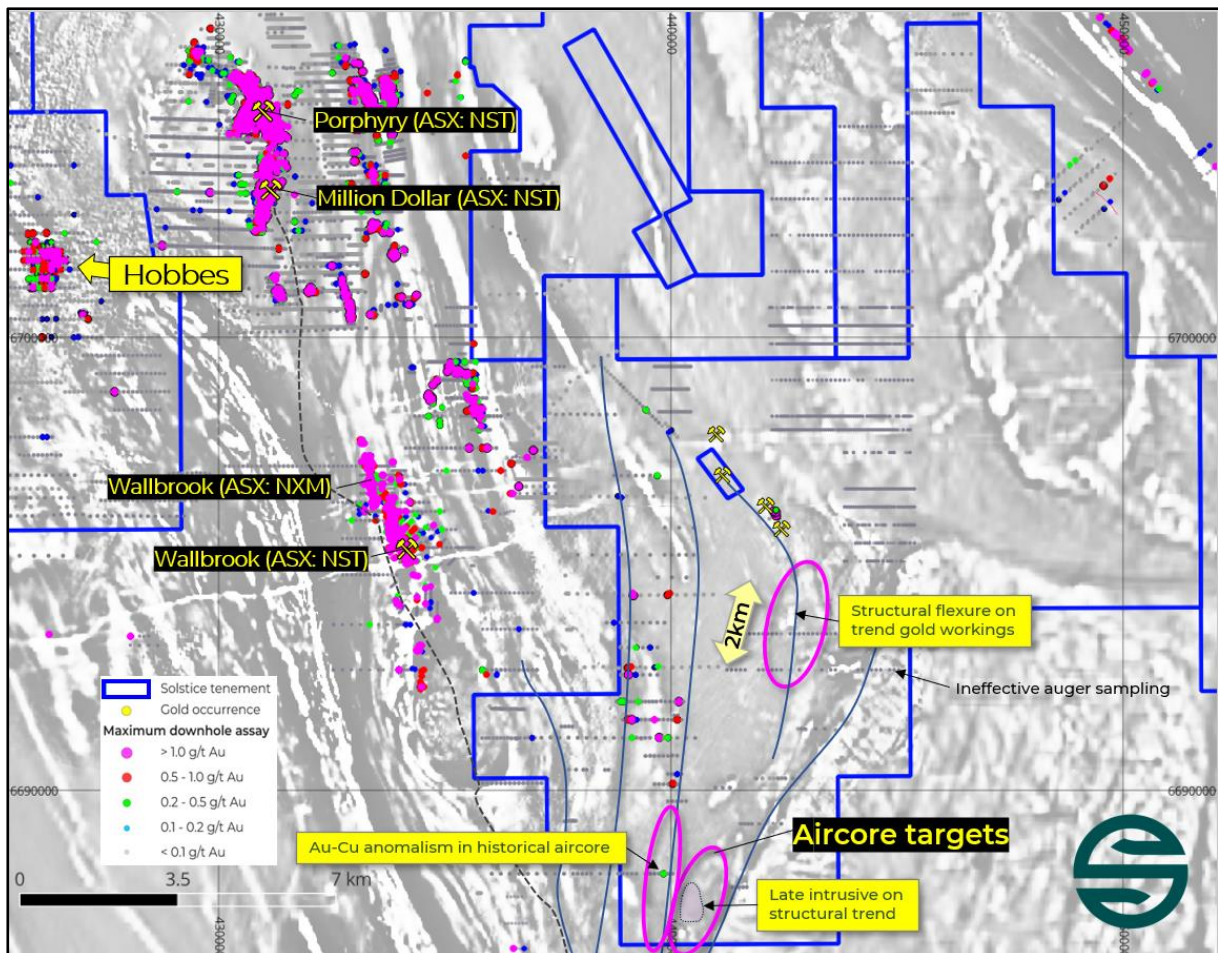 430000
440000
450000
Porphyry (ASX: NST)
Million Dollar (ASX: NST)
Hobbes
6700000
6700000
Wallbrook (ASX: NXM)
Wallbrook (ASX: NST)
2km
Structural flexure on
trend gold workings
Ineffective auger sampling
Solstice tenement
Gold occurrence
Maximum downhole assay
> 1.0 g/t Au
0.5 - 1.0 g/t Au
0.2 - 0.5 g/t Au
0.1 - 0.2 g/t Au
< 0.1 g/t Au
6690000
6690000
Aircore targets
Au-Cu anomalism in historical aircore
Late intrusive on
structural trend
0
3.5
7 km
430000